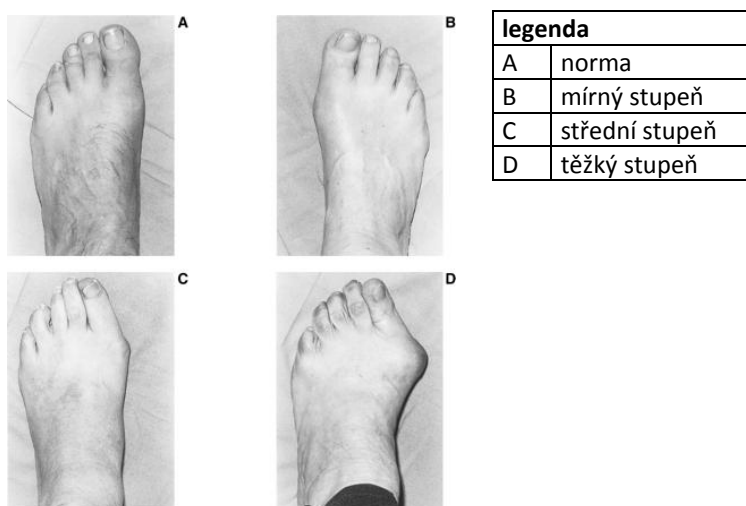 A
B
C
D
legenda
A norma
B mírný stupeň
C střední stupeň
D těžký stupeň